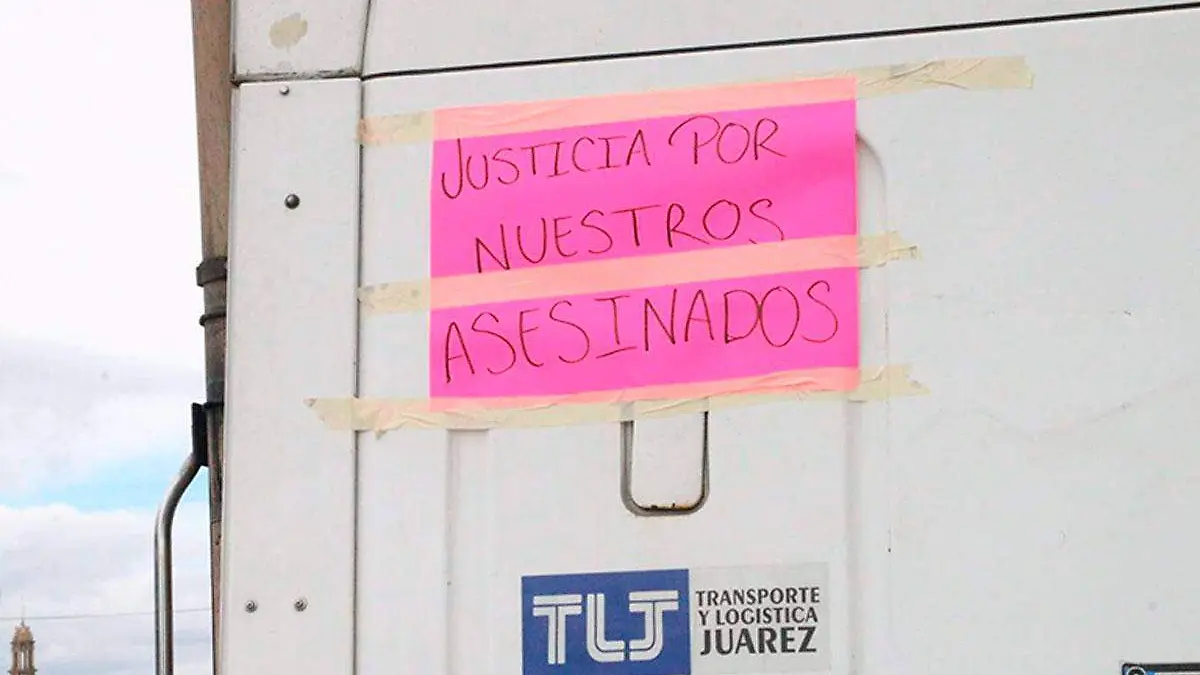 JUSTICIA POR
NUESTROS
ASESINADOS
TLJ
TRANSPORTE
Y LOGISTICA
JUAREZ